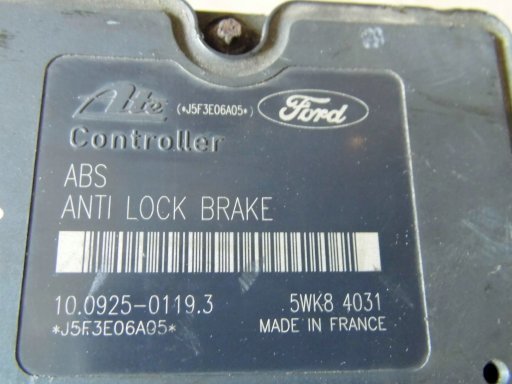 Ate (*J5F3E06A05*) Ford
Controller
ABS
ANTI LOCK BRAKE
10.0925-0119.3 5WK8 4031
*J5F3E06A05* MADE IN FRANCE